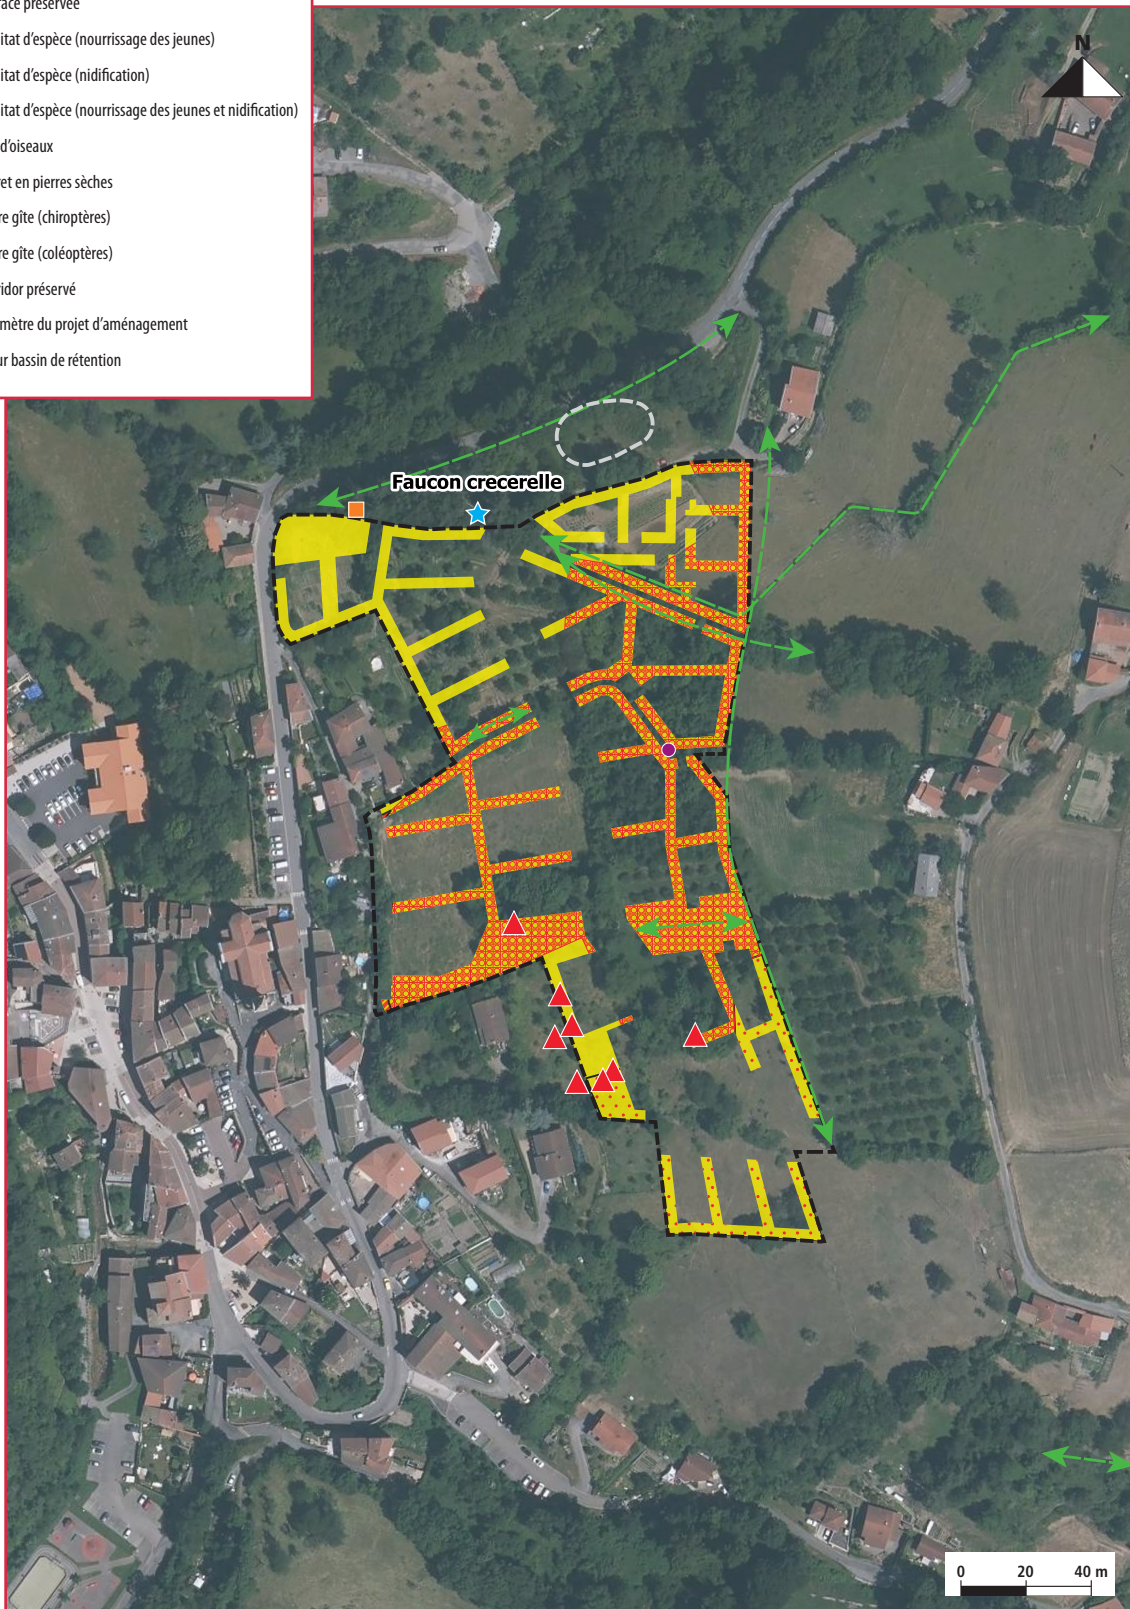 itat d'espèce (nourrissage des jeunes)
itat d'espèce (nidification)
itat d'espèce (nourrissage des jeunes et nidification)
d'oiseaux
et en pierres sèches
re gîte (chiroptères)
re gîte (coléoptères)
idor préservé
mètre du projet d'aménagement
ur bassin de rétention
N
Faucon crecerelle
0 20 40 m